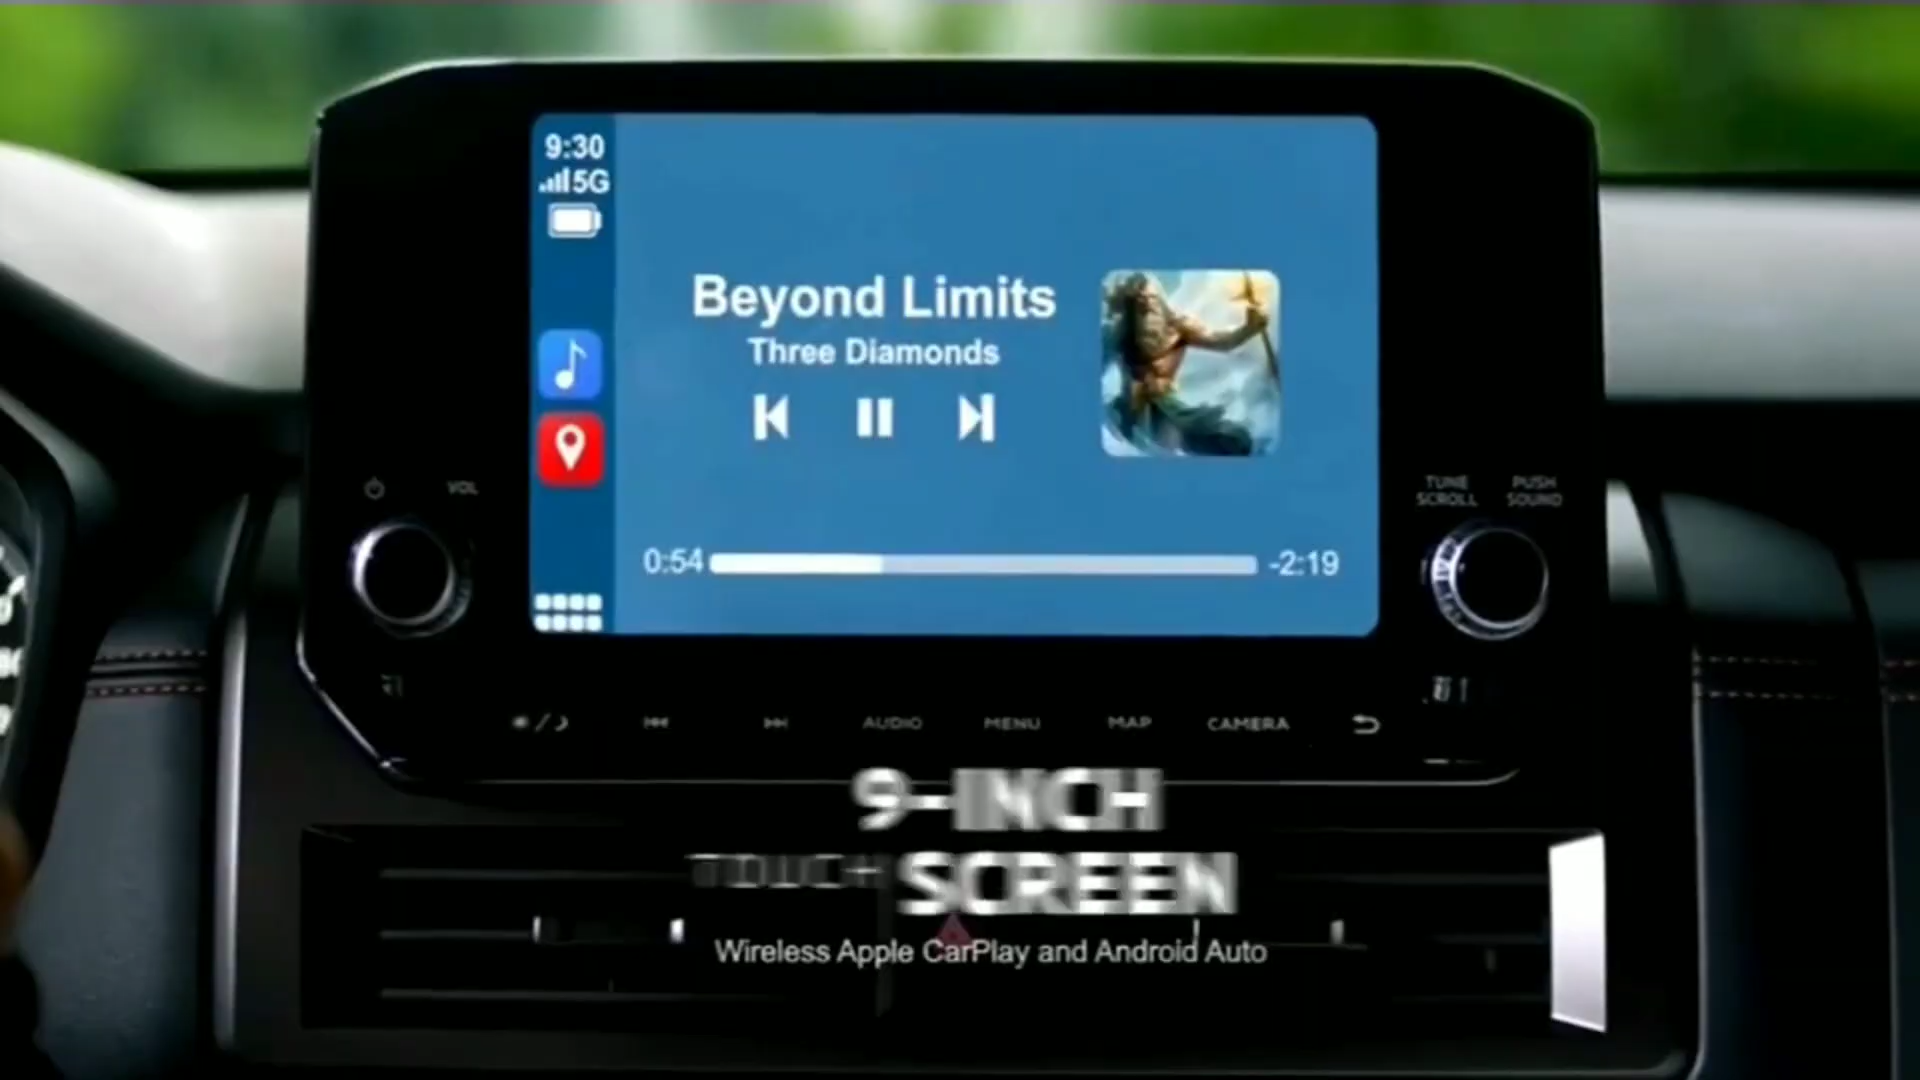 9:30
5G
Beyond Limits
Three Diamonds
0:54
-2:19
VOL
TUNE
SCROLL
PUSH
SOUND
AUDIO
MENU
MAP
CAMERA
9-INCH
TOUCH SCREEN
Wireless Apple CarPlay and Android Auto